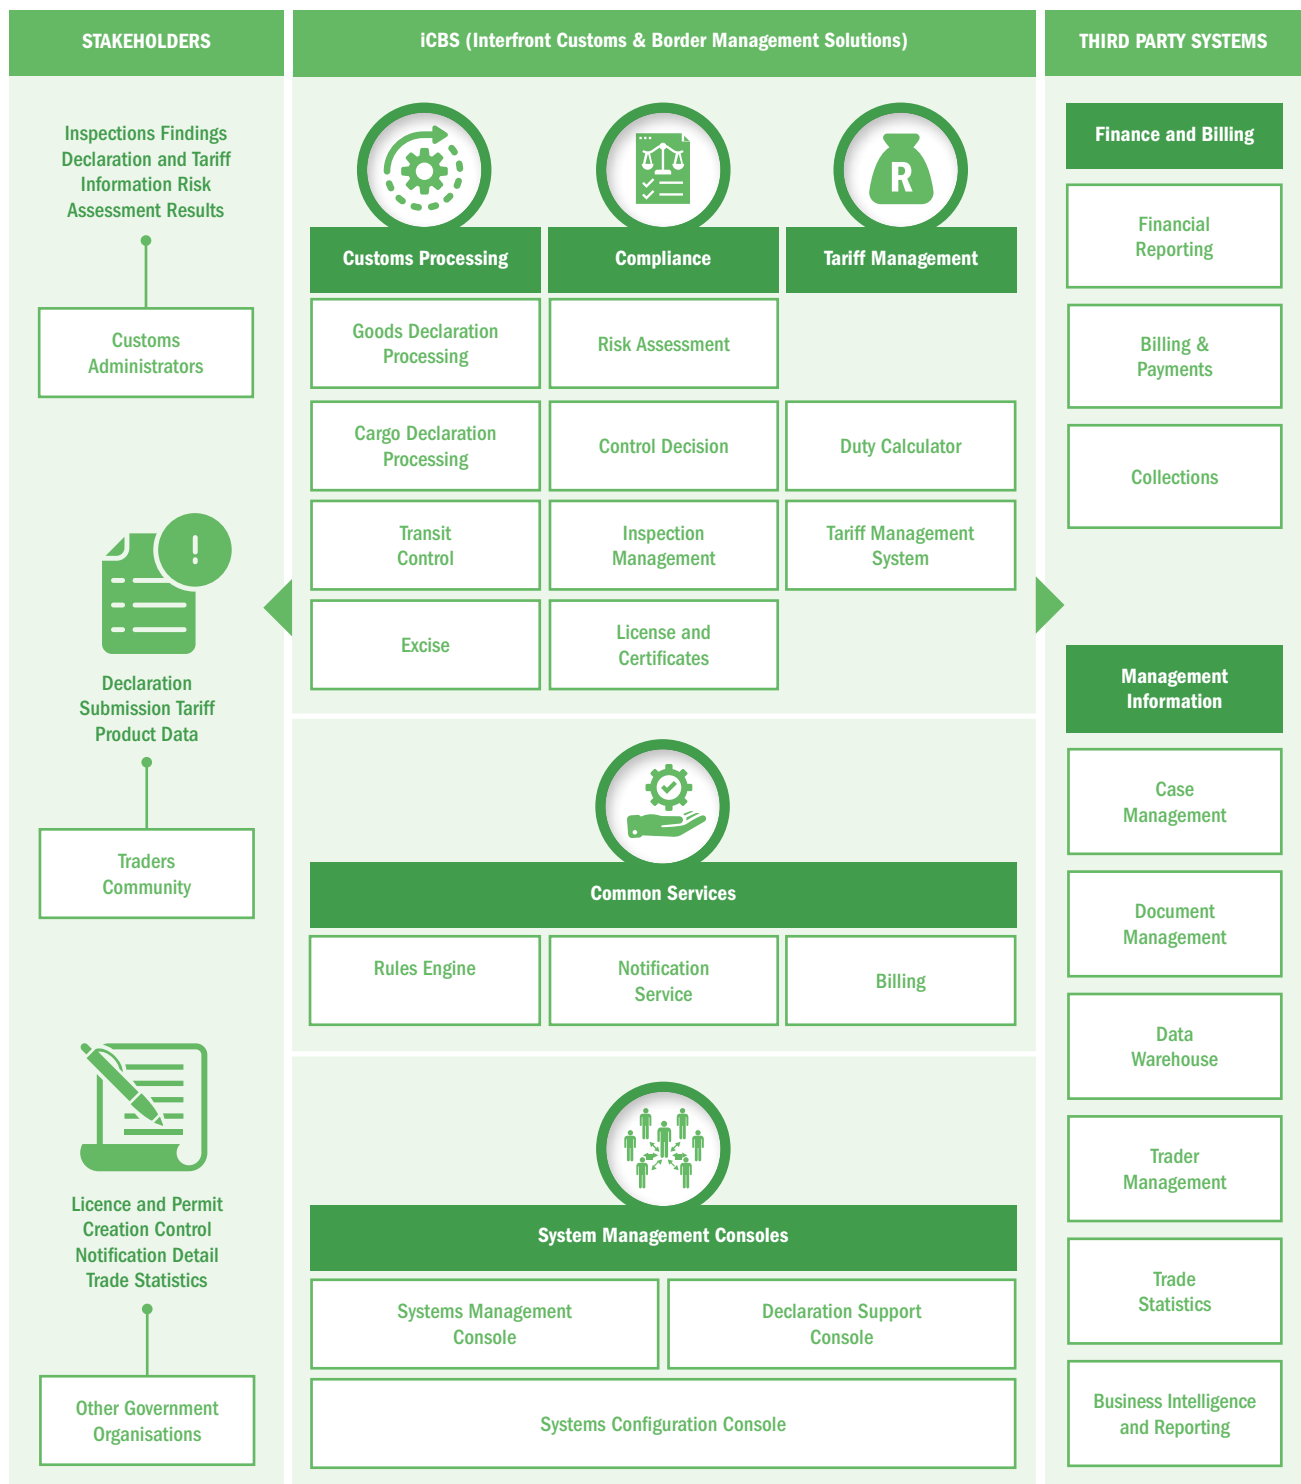 STAKEHOLDERS
Inspections Findings
Declaration and Tariff
Information Risk
Assessment Results
Customs
Administrators
Declaration
Submission Tariff
Product Data
Traders
Community
Licence and Permit
Creation Control
Notification Detail
Trade Statistics
Other Government
Organisations
iCBS (Interfront Customs & Border Management Solutions)
R
Customs Processing
Goods Declaration
Processing
Cargo Declaration
Processing
Transit
Control
Excise
Compliance
Risk Assessment
Control Decision
Inspection
Management
License and
Certificates
Tariff Management
Duty Calculator
Tariff Management
System
Common Services
Rules Engine
Notification
Service
Billing
System Management Consoles
Systems Management
Console
Declaration Support
Console
Systems Configuration Console
THIRD PARTY SYSTEMS
Finance and Billing
Financial
Reporting
Billing &
Payments
Collections
Management
Information
Case
Management
Document
Management
Data
Warehouse
Trader
Management
Trade
Statistics
Business Intelligence
and Reporting